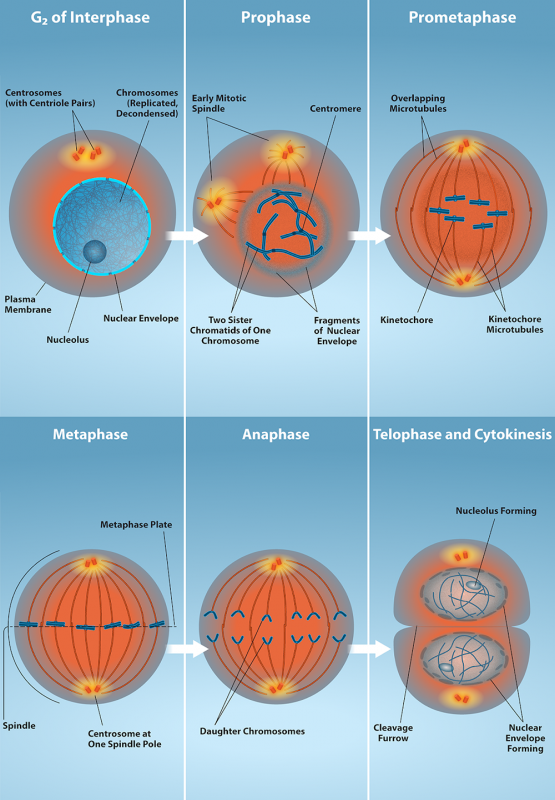 G₂ of Interphase
Centrosomes
(with Centriole Pairs)
Chromosomes
(Replicated,
Decondensed)
Plasma
Membrane
Nucleolus
Nuclear Envelope
Prophase
Early Mitotic
Spindle
Centromere
Two Sister
Chromatids of One
Chromosome
Fragments
of Nuclear
Envelope
Prometaphase
Overlapping
Microtubules
Kinetochore
Kinetochore
Microtubules
Metaphase
Metaphase Plate
Spindle
Centrosome at
One Spindle Pole
Anaphase
Daughter Chromosomes
Telophase and Cytokinesis
Nucleolus Forming
Cleavage
Furrow
Nuclear
Envelope
Forming